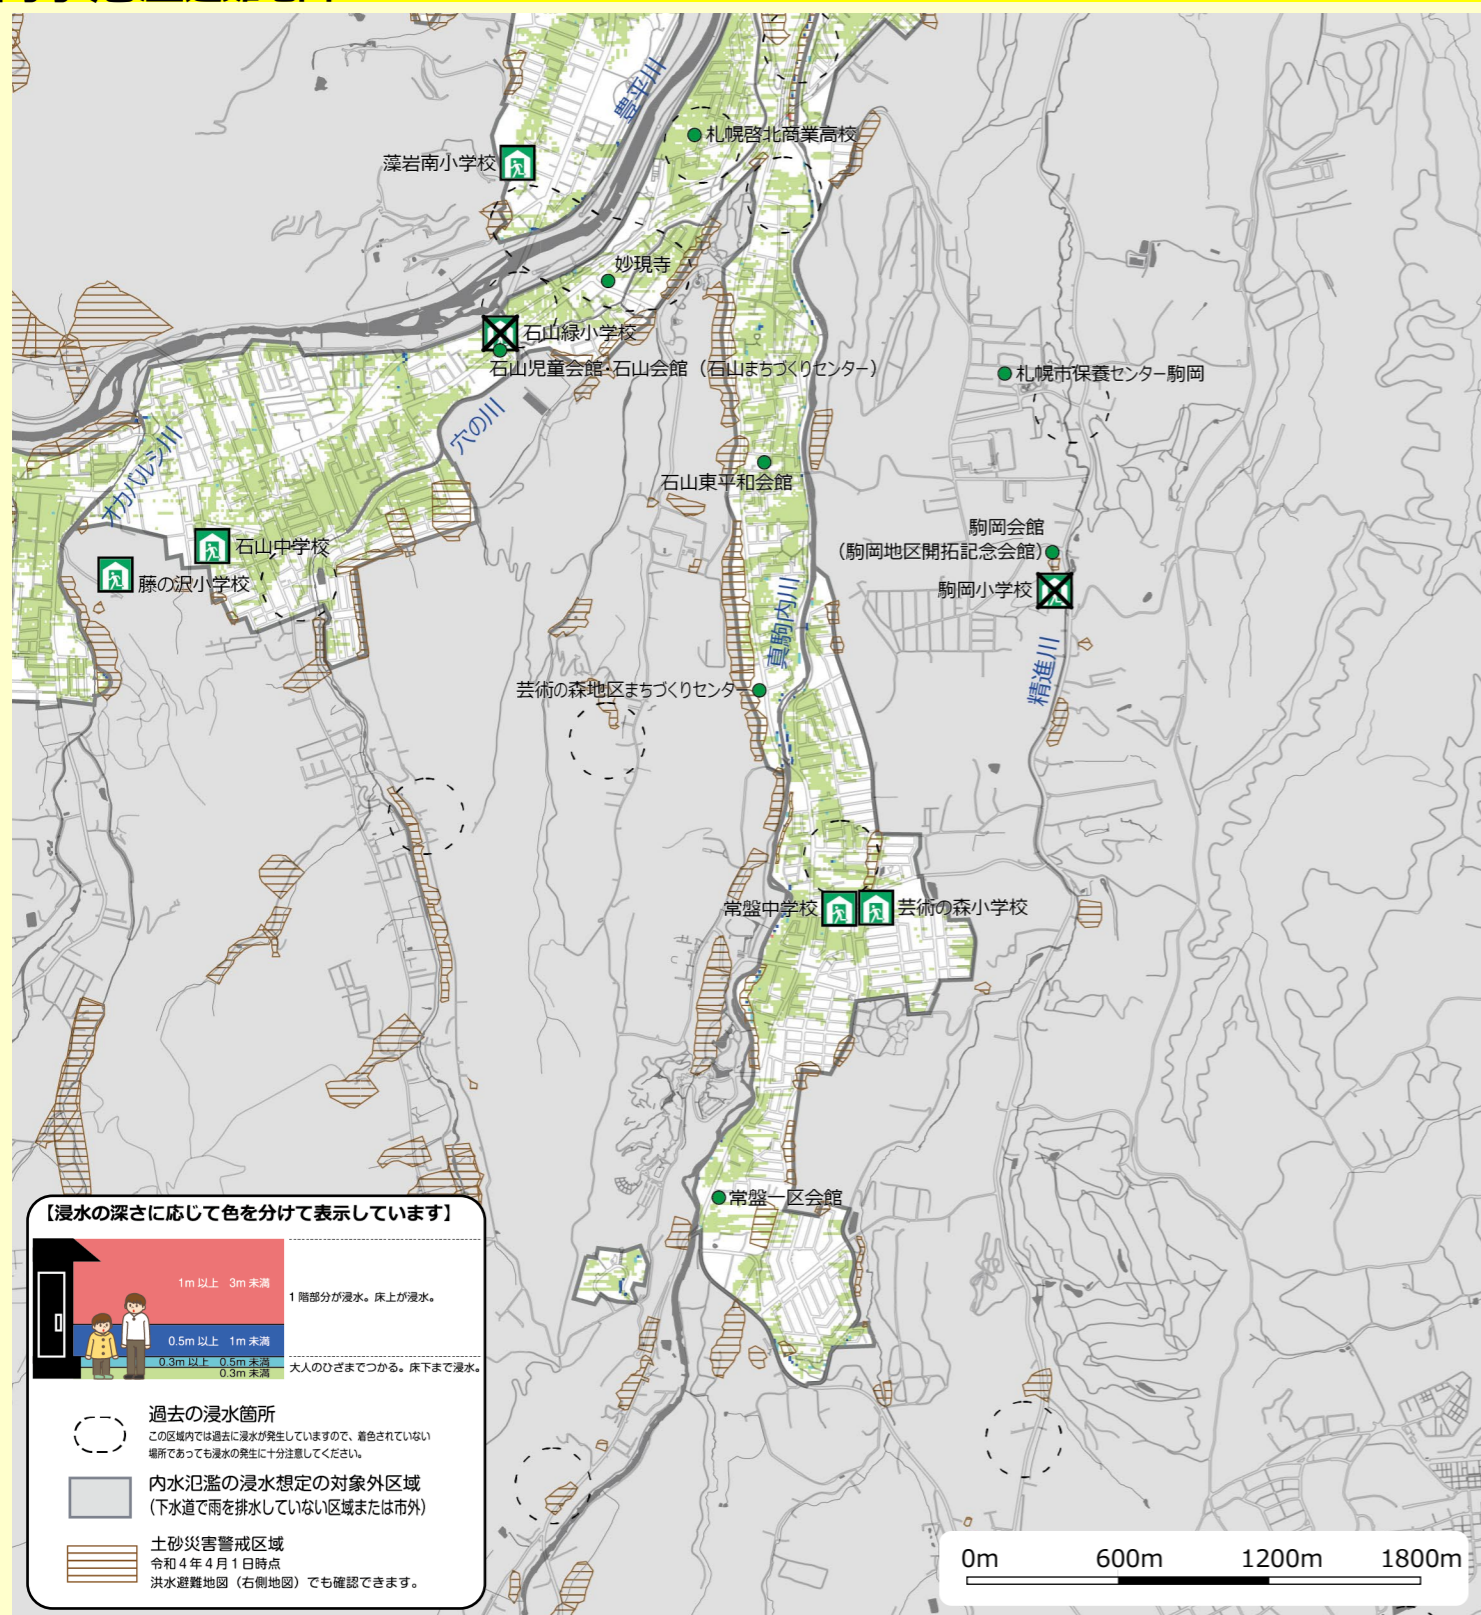 豊平川
札幌啓北商業高校
藻岩南小学校
妙現寺
石山緑小学校
石山児童会館・石山会館（石山まちづくりセンター）
札幌市保養センター駒岡
穴の川
オカバルシ川
石山東平和会館
駒岡会館
（駒岡地区開拓記念会館）
石山中学校
藤の沢小学校
駒岡小学校
真駒内川
精進川
芸術の森地区まちづくりセンター
常盤中学校
芸術の森小学校
常盤一区会館
【浸水の深さに応じて色を分けて表示しています】
1m 以上　3m 未満
1 階部分が浸水。床上が浸水。
0.5m 以上　1m 未満
0.3m 以上　0.5m 未満
0.3m 未満
大人のひざまでつかる。床下まで浸水。
過去の浸水箇所
この区域内では過去に浸水が発生していますので、着色されていない
場所であっても浸水の発生に十分注意してください。
内水氾濫の浸水想定の対象外区域
（下水道で雨を排水していない区域または市外）
土砂災害警戒区域
令和４年４月１日時点
洪水避難地図（右側地図）でも確認できます。
0m 600m 1200m 1800m